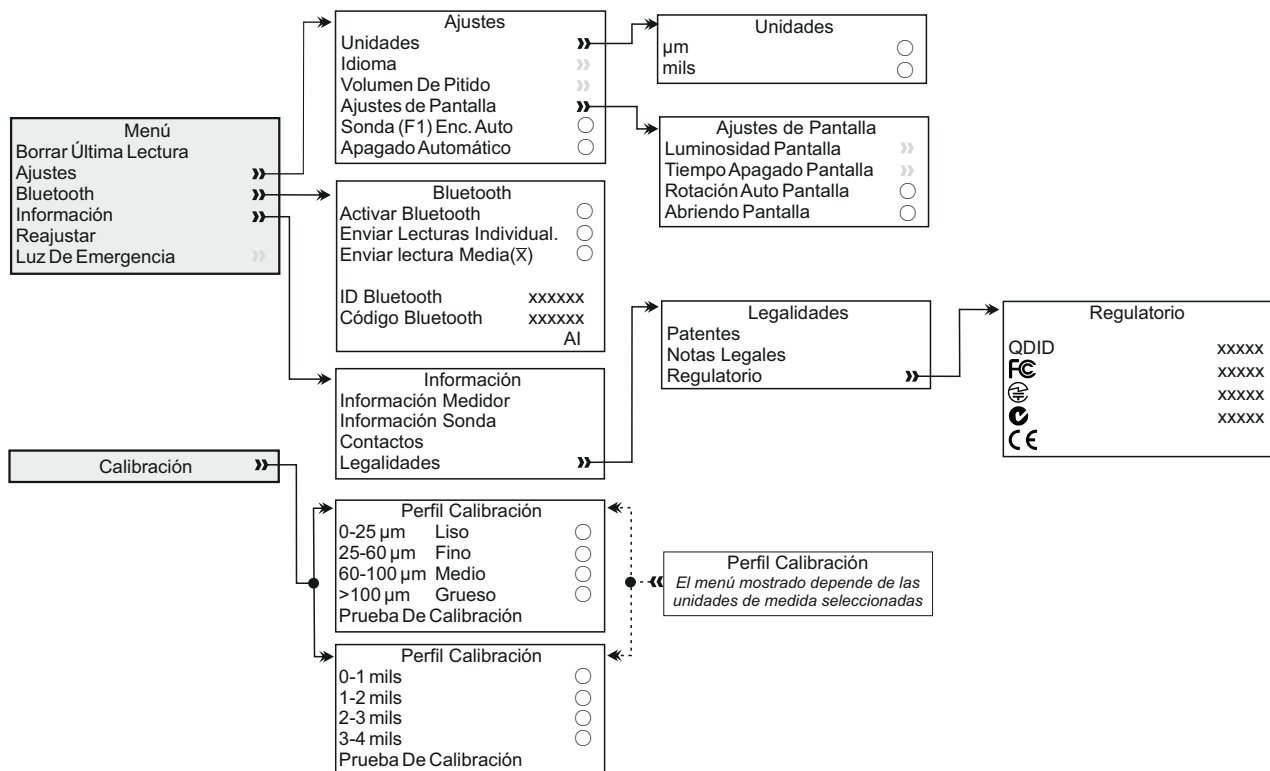 Menú
Borrar Última Lectura
Ajustes
Bluetooth
Información
Reajustar
Luz De Emergencia
Calibración
Ajustes
Unidades
Idioma
Volumen De Pitido
Ajustes de Pantalla
Sonda (F1) Enc. Auto
Apagado Automático
Bluetooth
Activar Bluetooth
Enviar Lecturas Individual.
Enviar lectura Media(x̅)
ID Bluetooth xxxxxx
Código Bluetooth xxxxxx
AI
Información
Información Medidor
Información Sonda
Contactos
Legalidades
Perfil Calibración
0-25 µm Liso
25-60 µm Fino
60-100 µm Medio
>100 µm Grueso
Prueba De Calibración
Perfil Calibración
0-1 mils
1-2 mils
2-3 mils
3-4 mils
Prueba De Calibración
Unidades
µm
mils
Ajustes de Pantalla
Luminosidad Pantalla
Tiempo Apagado Pantalla
Rotación Auto Pantalla
Abriendo Pantalla
Legalidades
Patentes
Notas Legales
Regulatorio
Perfil Calibración
El menú mostrado depende de las
unidades de medida seleccionadas
Regulatorio
QDID xxxxx
FC xxxxx
xxxxx
xxxxx
CE